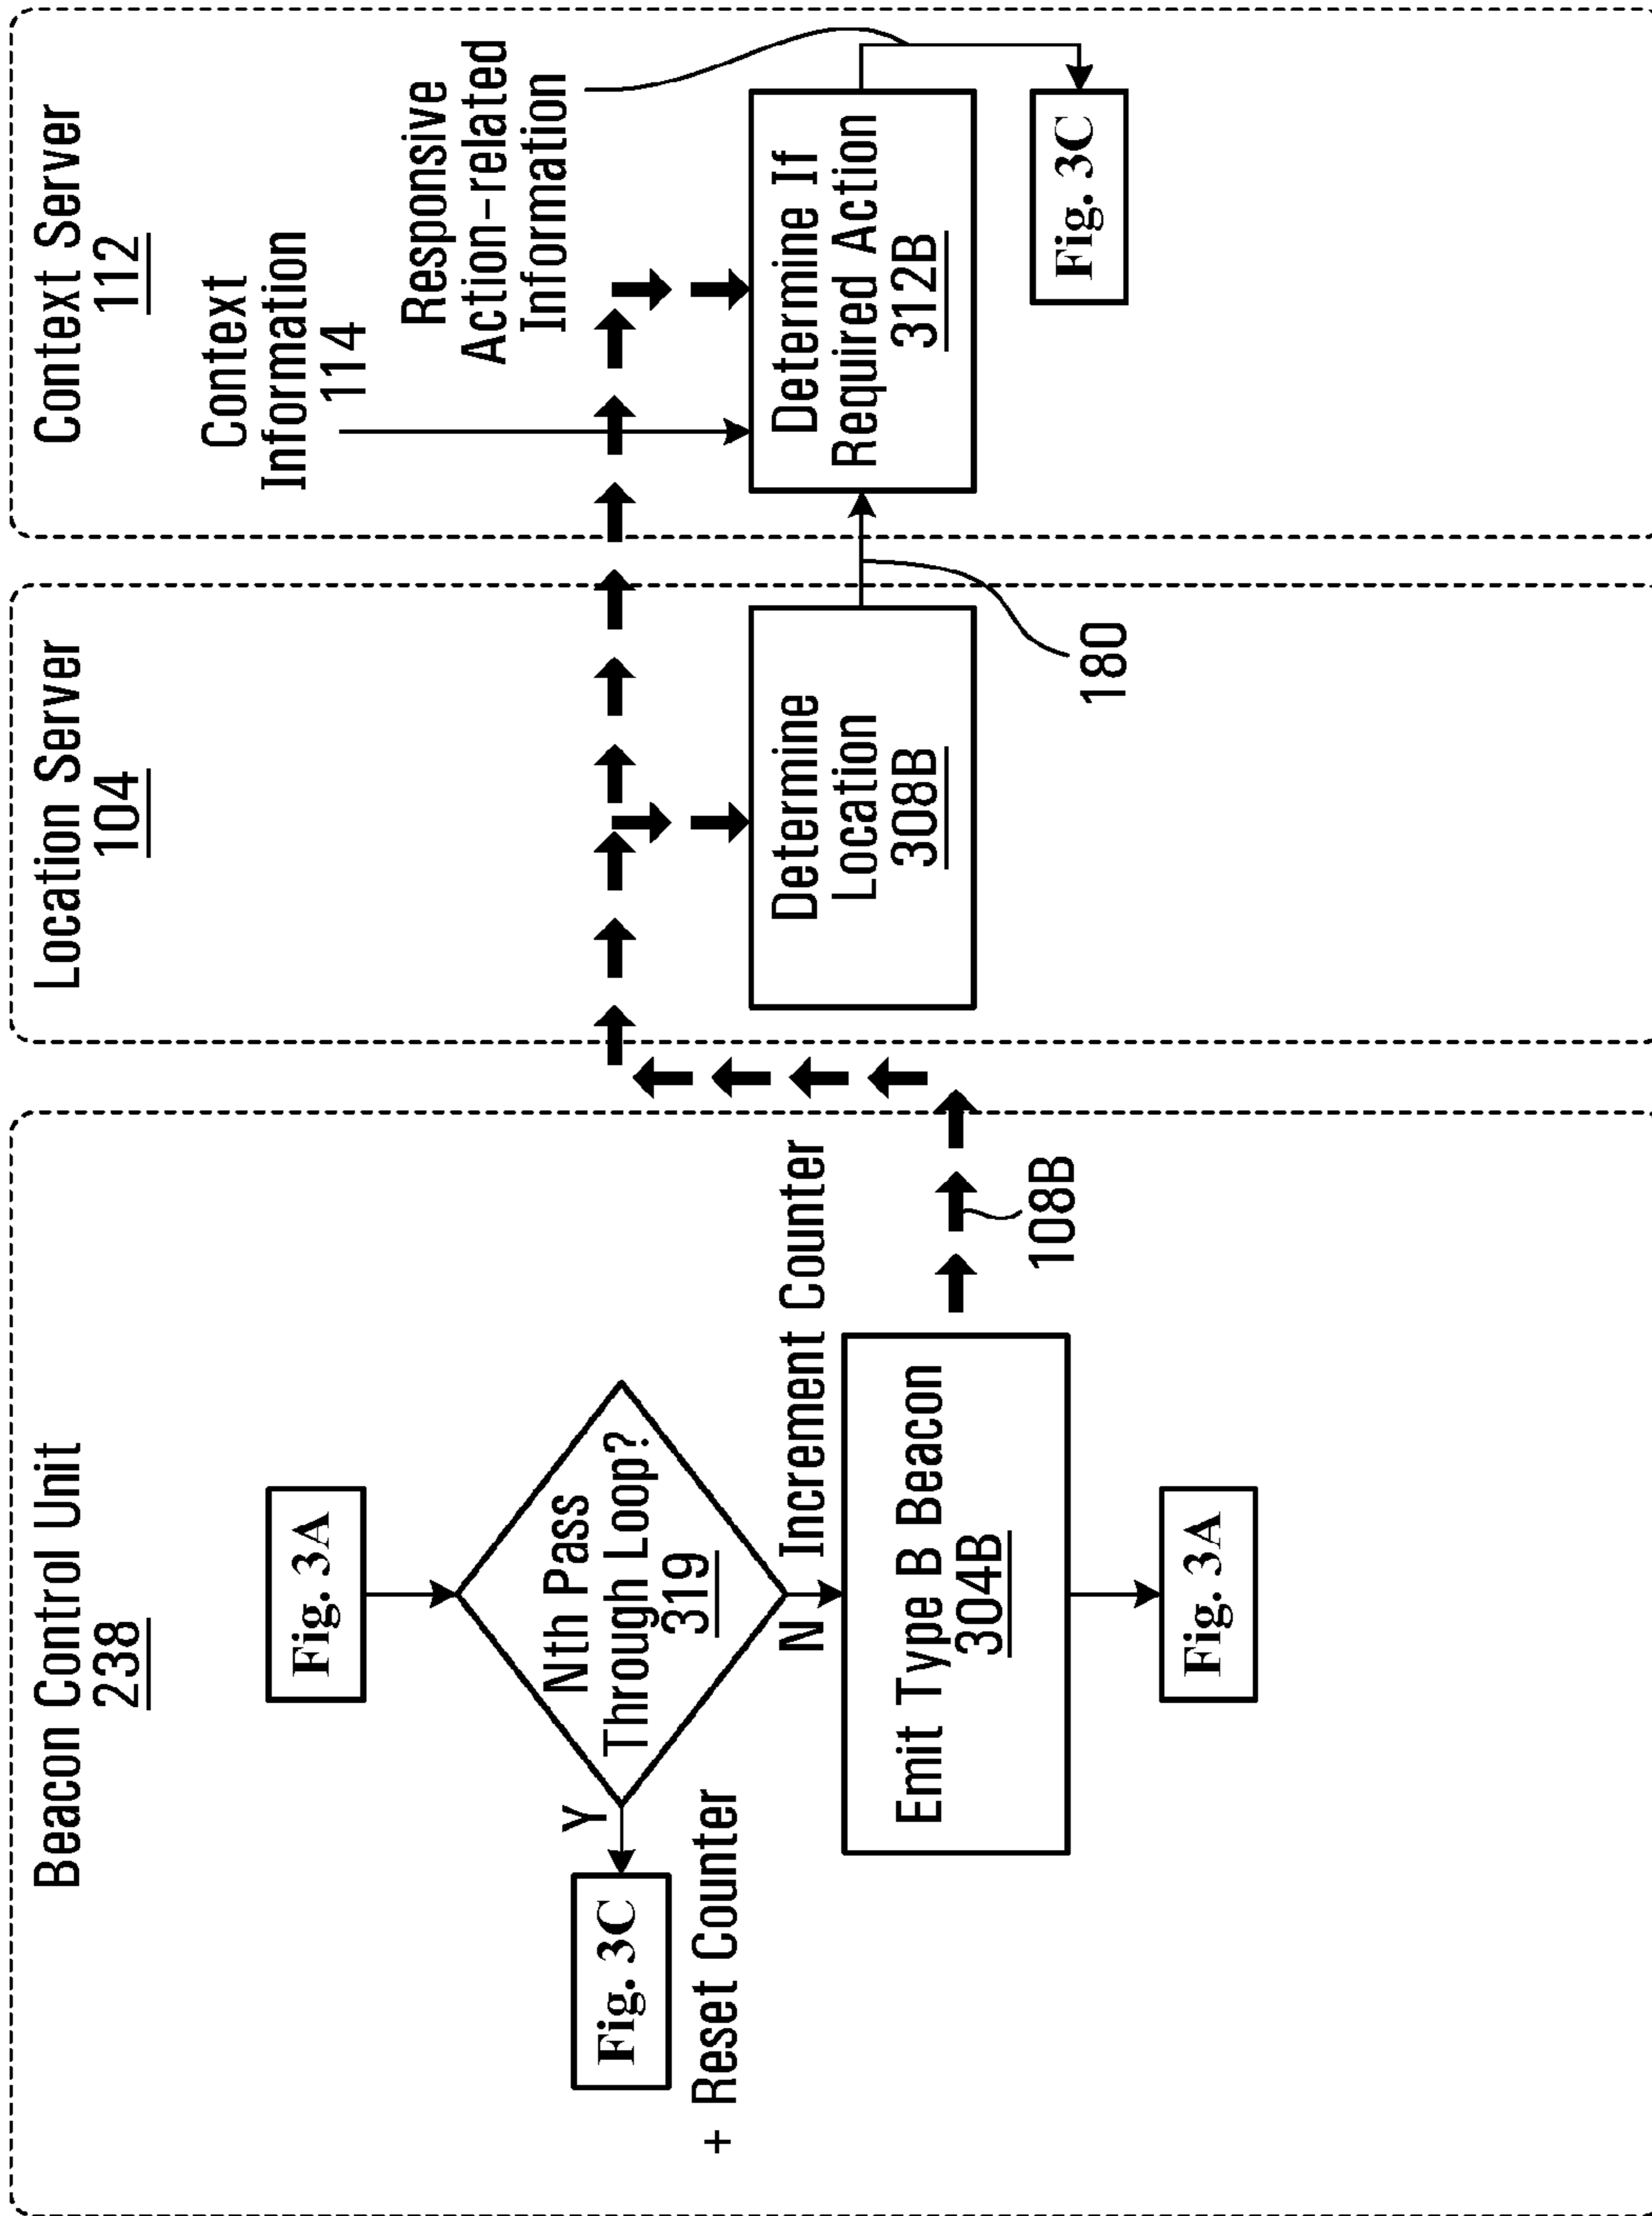 Beacon Control Unit
238
Fig. 3A
Nth Pass
Through Loop?
319
Y
Fig. 3C
+ Reset Counter
N
Increment Counter
Emit Type B Beacon
304B
108B
Fig. 3A
Location Server
104
Determine
Location
308B
180
Context Server
112
Context
Information
114
Responsive
Action-related
Information
Determine If
Required Action
312B
Fig. 3C